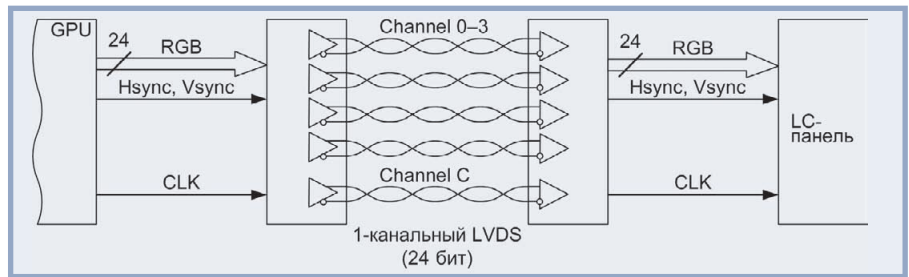 GPU
24
RGB
Hsync, Vsync
CLK
Channel 0–3
Channel C
1-канальный LVDS
(24 бит)
24
RGB
Hsync, Vsync
CLK
LC-
панель